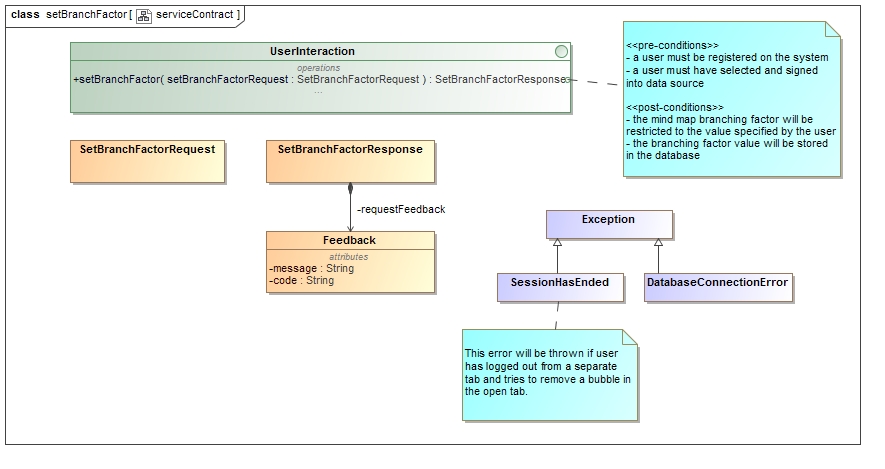 class setBranchFactor [ serviceContract ]
UserInteraction
operations
+setBranchFactor( setBranchFactorRequest : SetBranchFactorRequest ) : SetBranchFactorResponse
...
<<pre-conditions>>
- a user must be registered on the system
- a user must have selected and signed
into data source
<<post-conditions>>
- the mind map branching factor will be
restricted to the value specified by the user
- the branching factor value will be stored
in the database
SetBranchFactorRequest
SetBranchFactorResponse
-requestFeedback
Feedback
attributes
-message : String
-code : String
Exception
SessionHasEnded
DatabaseConnectionError
This error will be thrown if user
has logged out from a separate
tab and tries to remove a bubble in
the open tab.